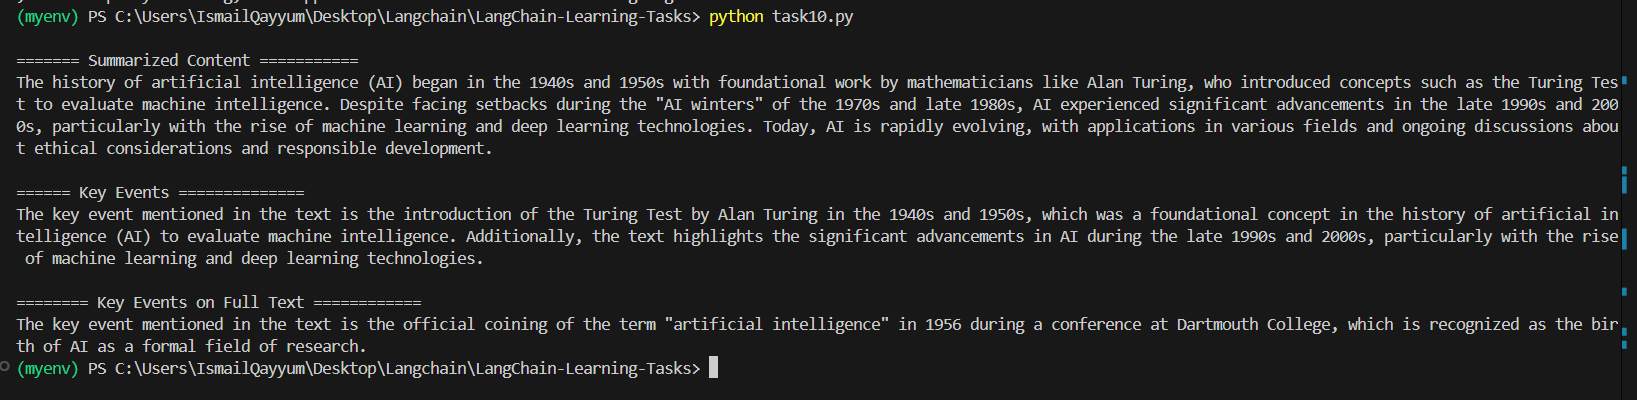 (myenv) PS C:\Users\IsmailQayyum\Desktop\Langchain\LangChain-Learning-Tasks> python task10.py
======= Summarized Content ===========
The history of artificial intelligence (AI) began in the 1940s and 1950s with foundational work by mathematicians like Alan Turing, who introduced concepts such as the Turing Tes
t to evaluate machine intelligence. Despite facing setbacks during the "AI winters" of the 1970s and late 1980s, AI experienced significant advancements in the late 1990s and 200
0s, particularly with the rise of machine learning and deep learning technologies. Today, AI is rapidly evolving, with applications in various fields and ongoing discussions abou
t ethical considerations and responsible development.
====== Key Events ==============
The key event mentioned in the text is the introduction of the Turing Test by Alan Turing in the 1940s and 1950s, which was a foundational concept in the history of artificial in
telligence (AI) to evaluate machine intelligence. Additionally, the text highlights the significant advancements in AI during the late 1990s and 2000s, particularly with the rise
 of machine learning and deep learning technologies.
======== Key Events on Full Text ============
The key event mentioned in the text is the official coining of the term "artificial intelligence" in 1956 during a conference at Dartmouth College, which is recognized as the bir
th of AI as a formal field of research.
(myenv) PS C:\Users\IsmailQayyum\Desktop\Langchain\LangChain-Learning-Tasks>